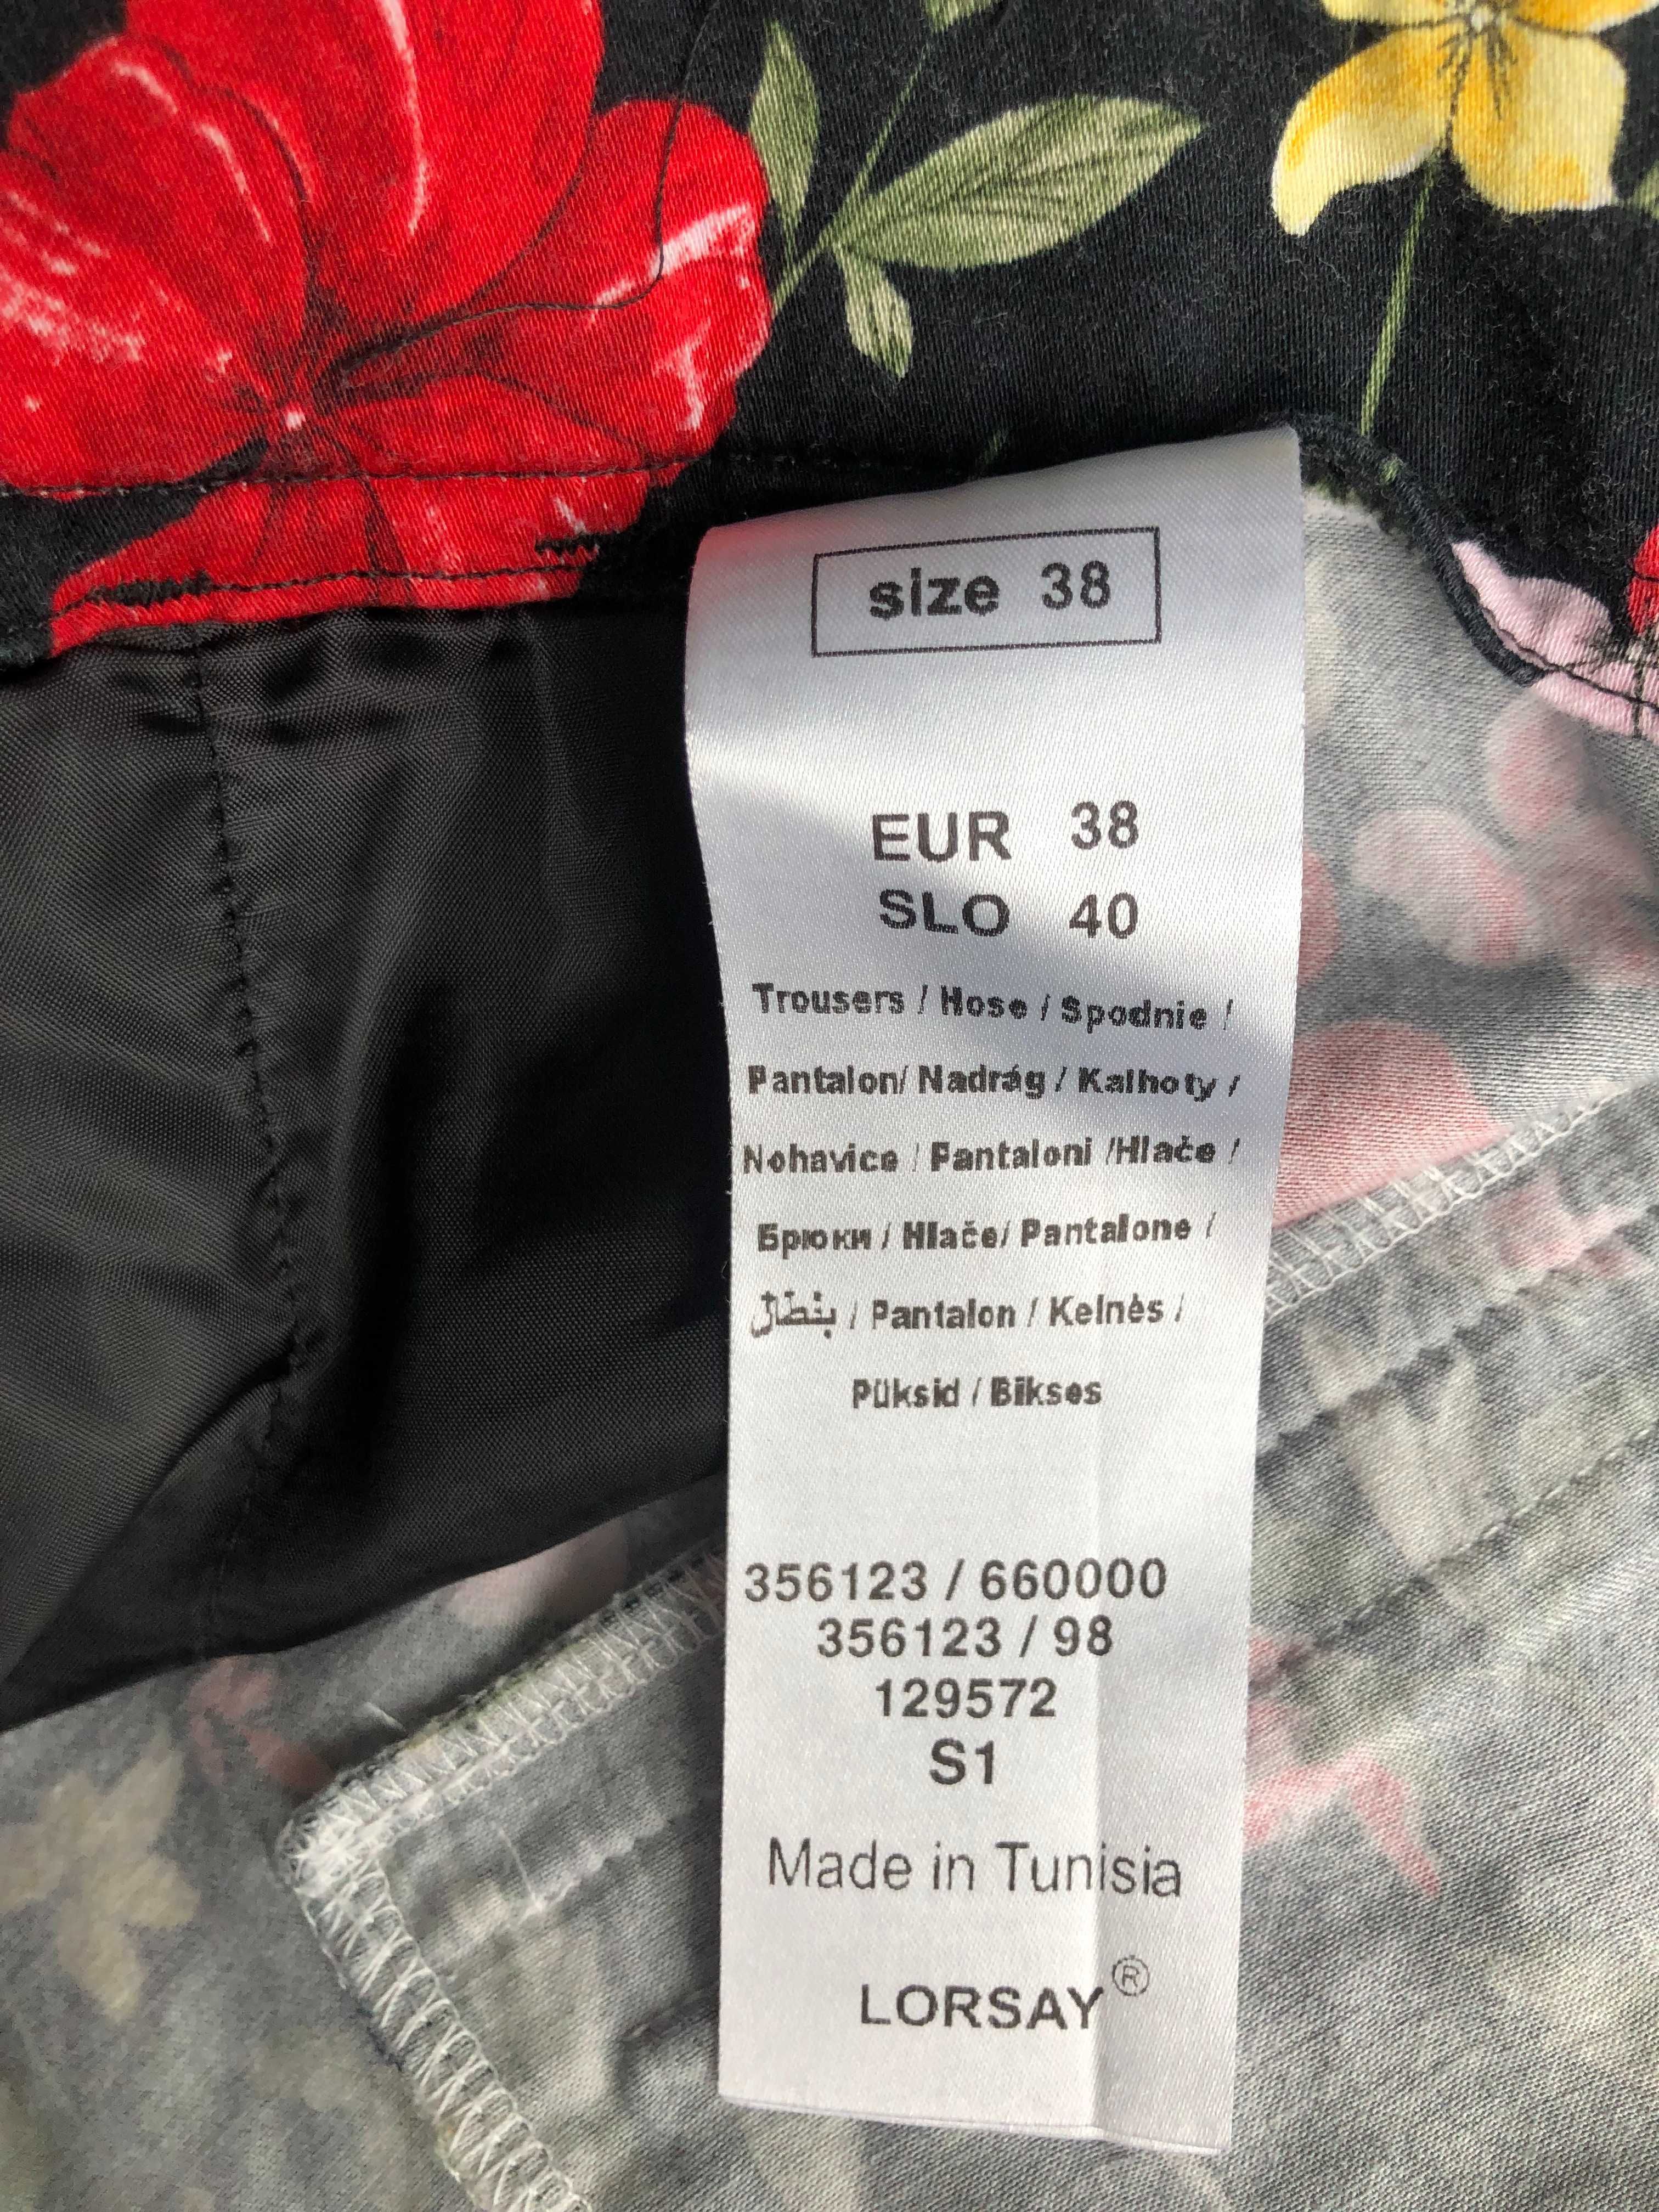 size 38
EUR 38
SLO 40
Trousers / Hose / Spodnie /
Pantalon/ Nadrág / Kalhoty /
Nohavice / Pantaloni /Hlače /
Брюки / Hlače/ Pantalone /
بنطال / Pantalon / Kelnės /
Püksid / Bikses
356123 / 660000
356123 / 98
129572
S1
Made in Tunisia
LORSAY®